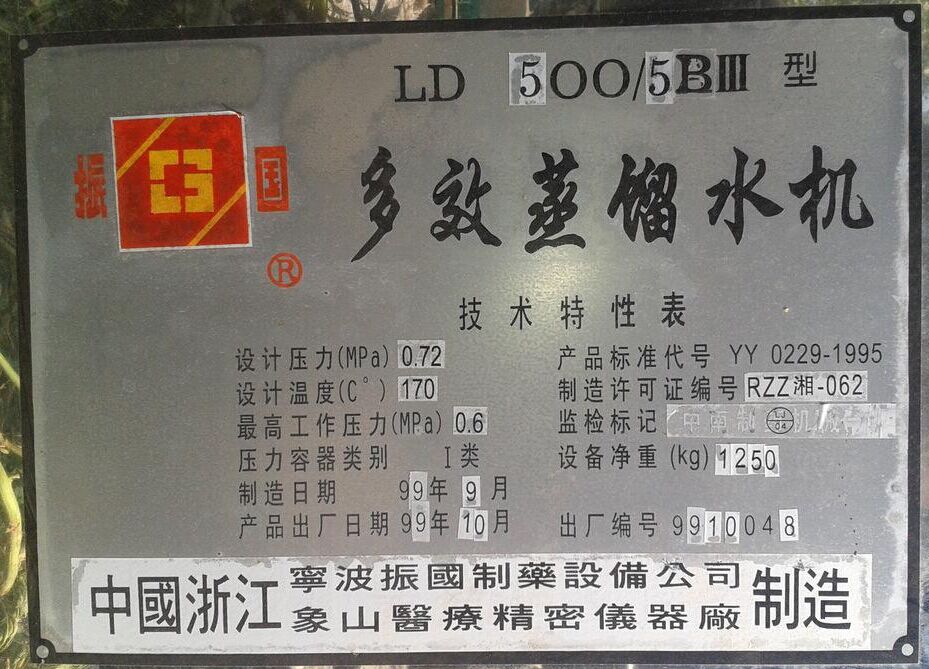 LD 500/5BⅢ 型
振 国
®
多效蒸馏水机
技术特性表
设计压力(MPa) 0.72
设计温度(C°) 170
最高工作压力(MPa) 0.6
压力容器类别 I类
制造日期 99年 9月
产品出厂日期 99年 10月
产品标准代号 YY 0229-1995
制造许可证编号 RZZ湘-062
监检标记
设备净重(kg) 1250
出厂编号 9910048
中國浙江 寧波振國制藥設備公司 制造
象山醫療精密儀器廠